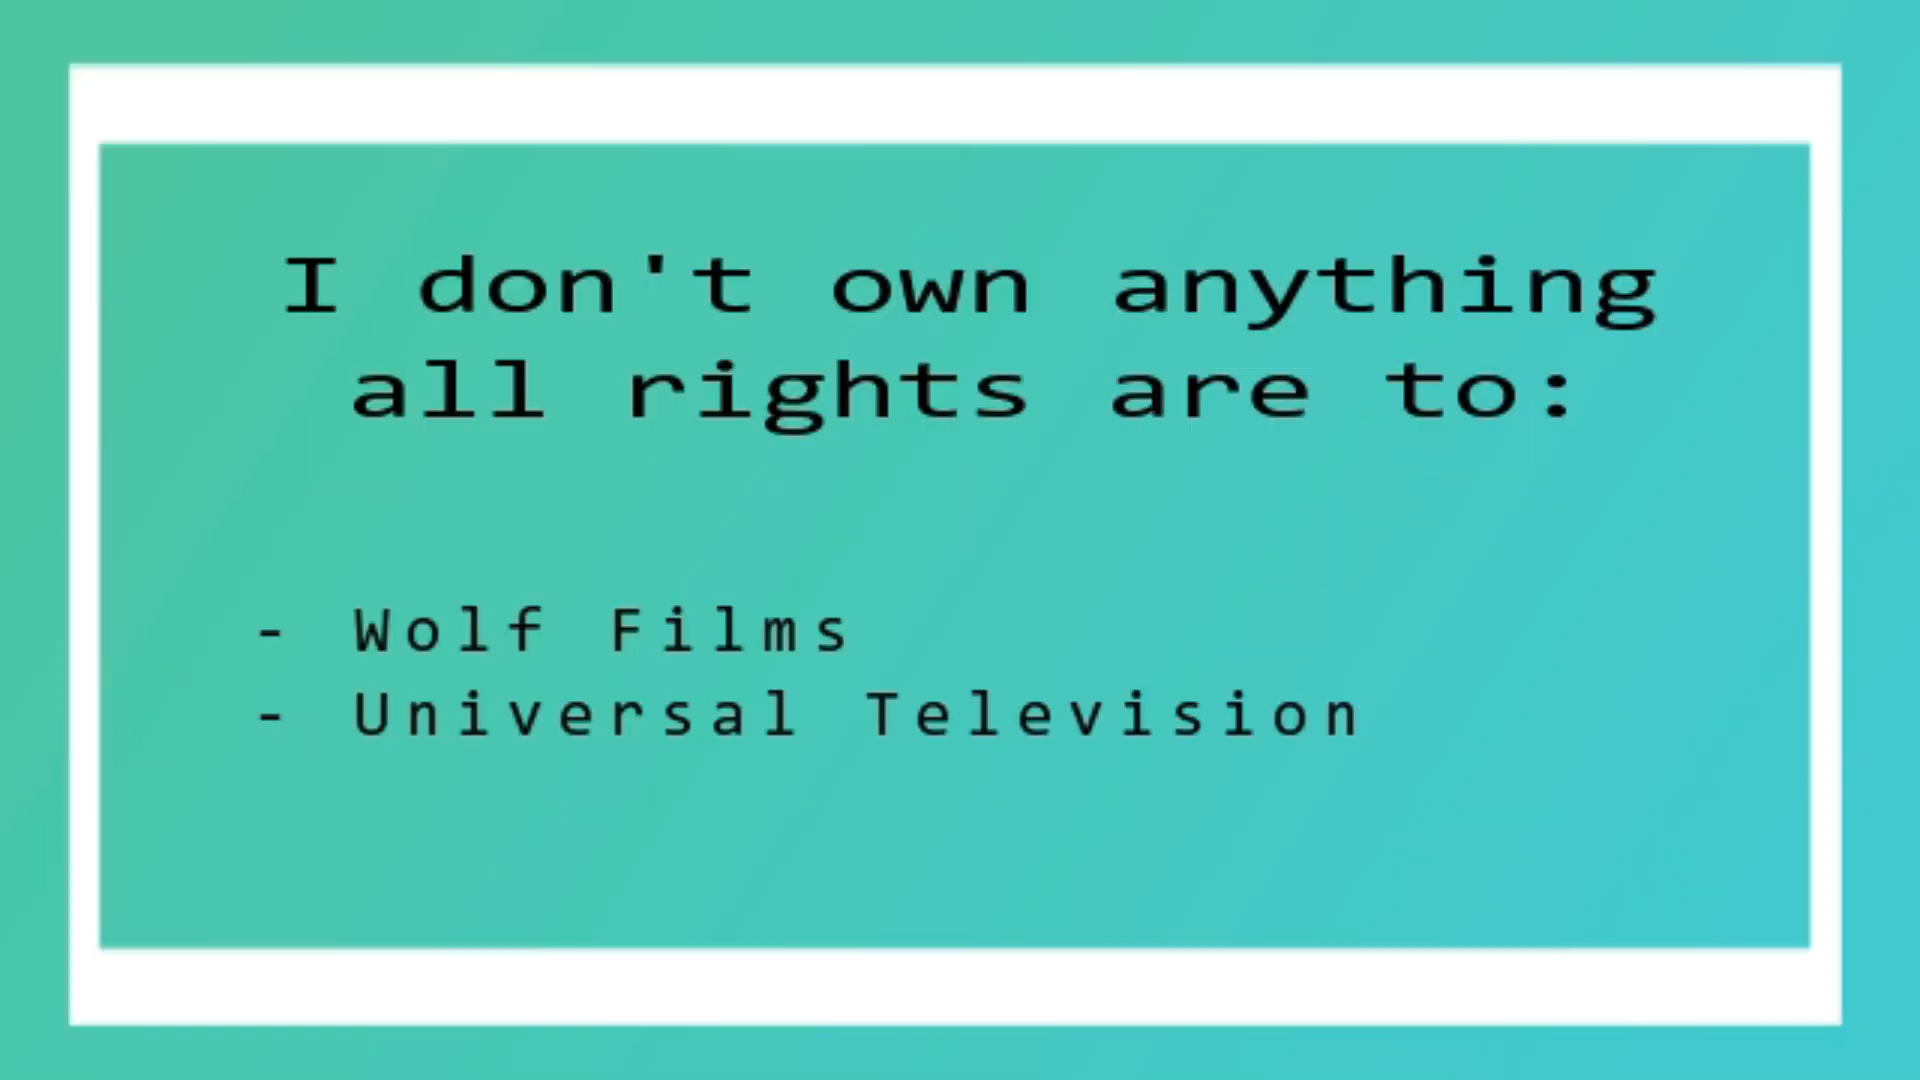 I don't own anything
all rights are to:
- Wolf Films
- Universal Television